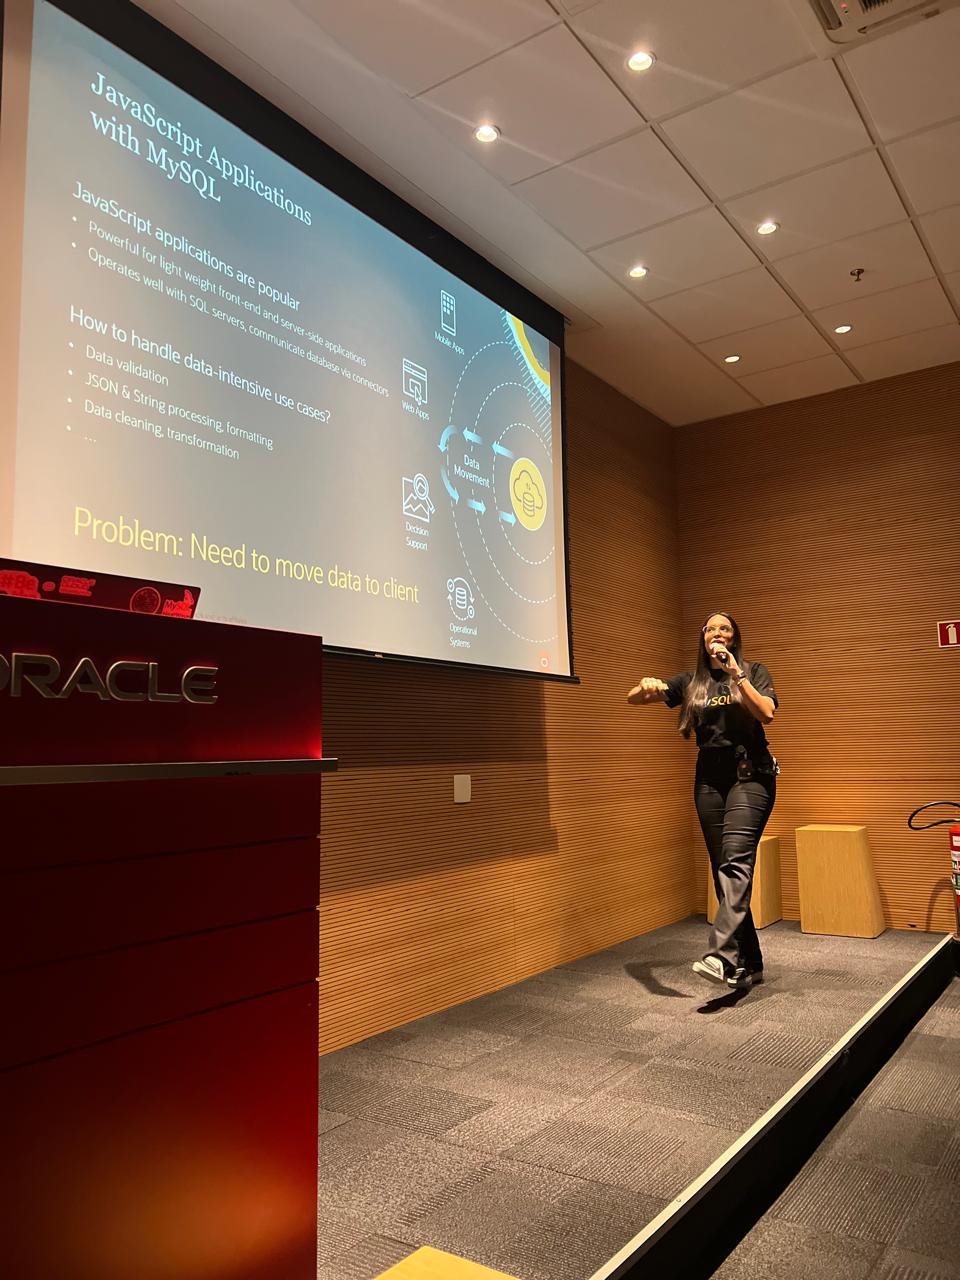 JavaScript Applications
with MySQL
JavaScript applications are popular
• Powerful for light weight front-end and server-side applications
• Operates well with SQL servers, communicate database via connectors
How to handle data-intensive use cases?
• Data validation
• JSON & String processing, formatting
• Data cleaning, transformation
• ...
Problem: Need to move data to client
Mobile Apps
Web Apps
Data
Movement
Decision
Support
Operational
Systems
MySQL
ORACLE
MySQL